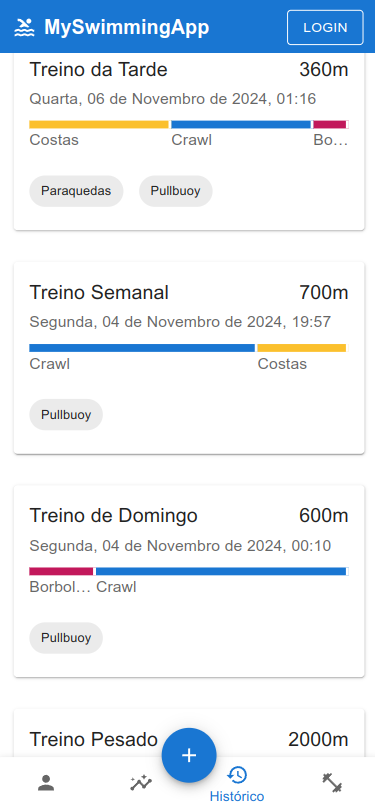 MySwimmingApp LOGIN
Treino da Tarde 360m
Quarta, 06 de Novembro de 2024, 01:16
Costas Crawl Bo…
Paraquedas Pullbuoy
Treino Semanal 700m
Segunda, 04 de Novembro de 2024, 19:57
Crawl Costas
Pullbuoy
Treino de Domingo 600m
Segunda, 04 de Novembro de 2024, 00:10
Borbol… Crawl
Pullbuoy
Treino Pesado 2000m
Histórico